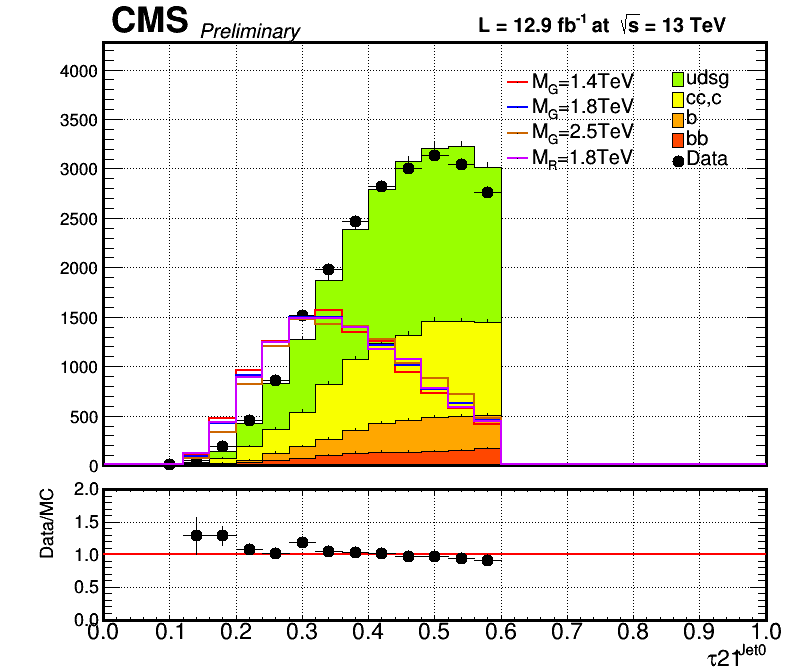 CMS Preliminary L = 12.9 fb⁻¹ at √s = 13 TeV
M_G=1.4TeV
M_G=1.8TeV
M_G=2.5TeV
M_R=1.8TeV
udsg
cc,c
b
bb
Data
4000
3500
3000
2500
2000
1500
1000
500
0
Data/MC
2.0
1.5
1.0
0.5
0.0
0.0 0.1 0.2 0.3 0.4 0.5 0.6 0.7 0.8 0.9 1.0
τ21^Jet0